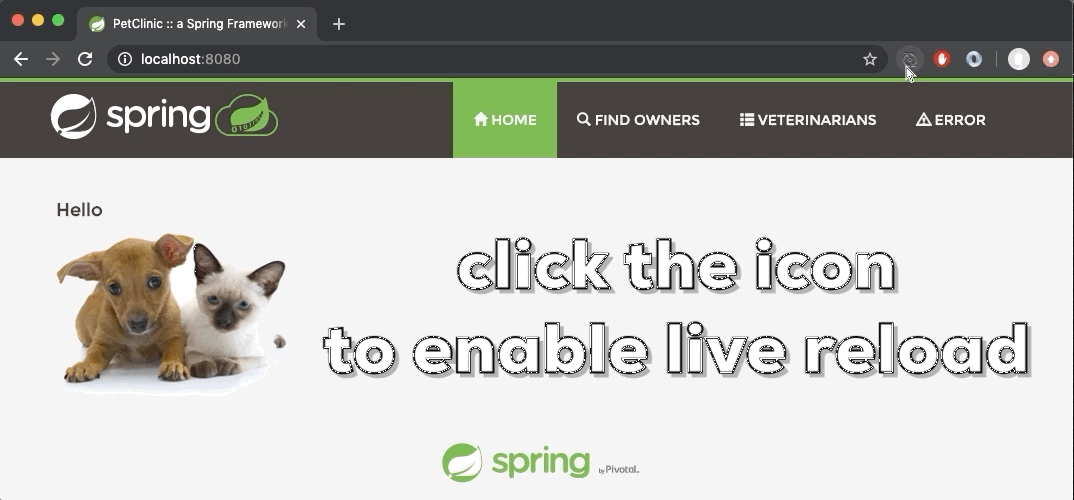 PetClinic :: a Spring Framework
localhost:8080
spring
HOME
FIND OWNERS
VETERINARIANS
ERROR
Hello
click the icon
to enable live reload
spring by Pivotal.